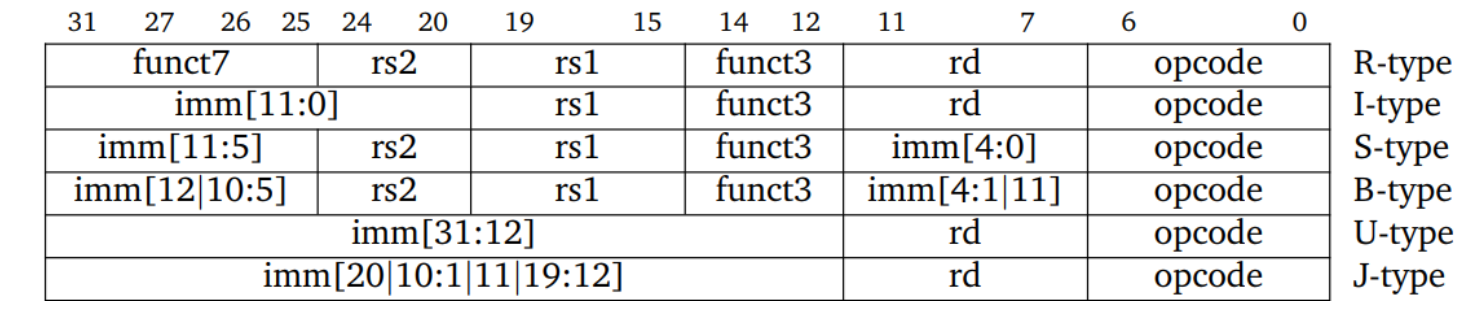 31 27 26 25 24 20 19 15 14 12 11 7 6 0
funct7 rs2 rs1 funct3 rd opcode R-type
imm[11:0] rs1 funct3 rd opcode I-type
imm[11:5] rs2 rs1 funct3 imm[4:0] opcode S-type
imm[12|10:5] rs2 rs1 funct3 imm[4:1|11] opcode B-type
imm[31:12] rd opcode U-type
imm[20|10:1|11|19:12] rd opcode J-type